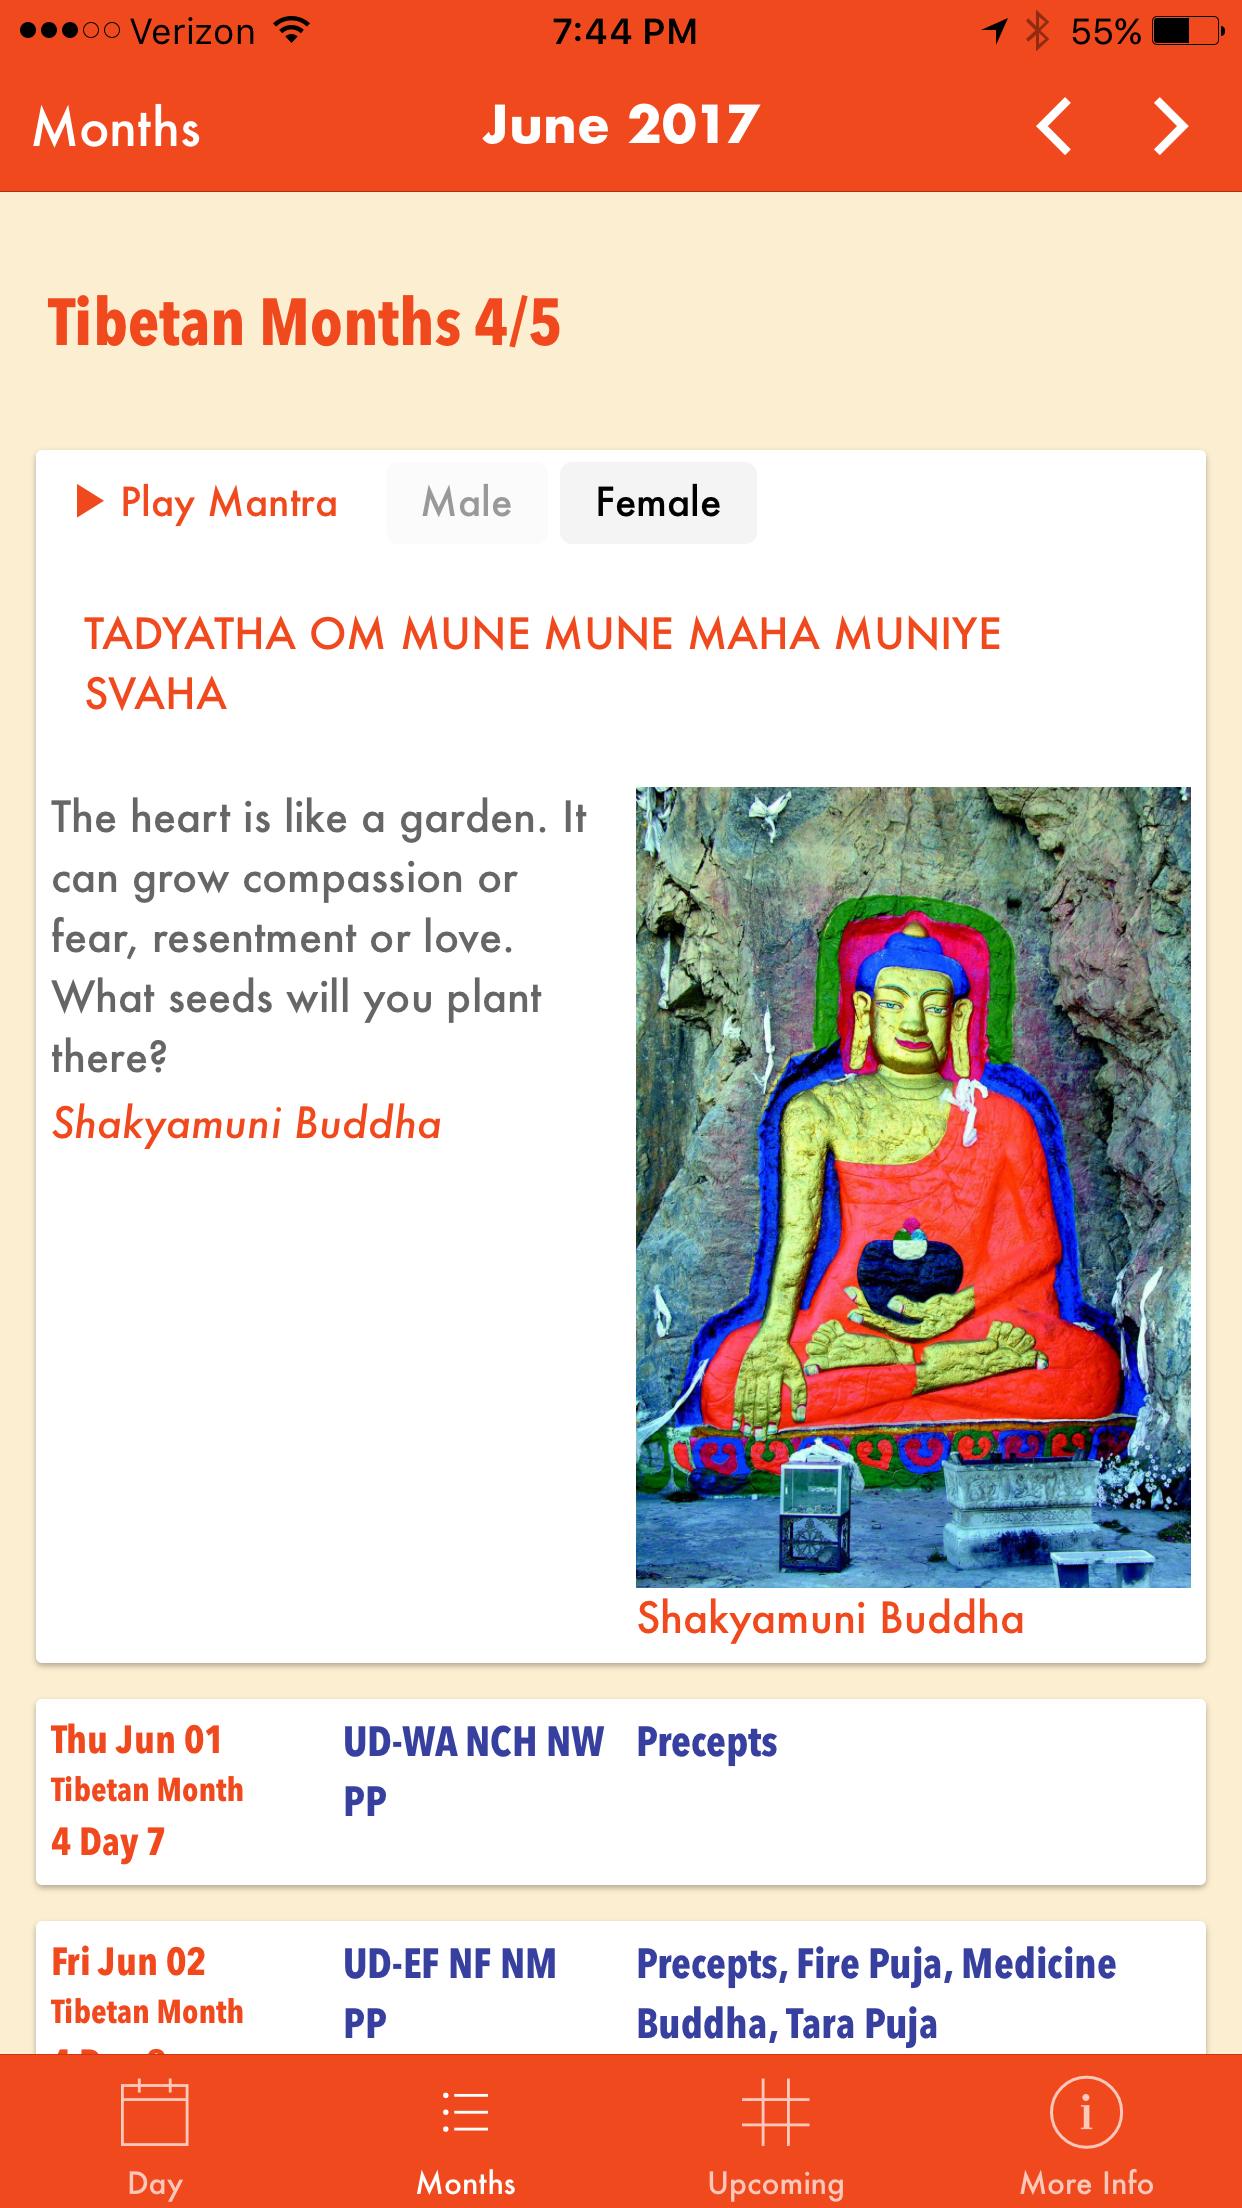 Verizon 7:44 PM 55%
Months June 2017
Tibetan Months 4/5
Play Mantra Male Female
TADYATHA OM MUNE MUNE MAHA MUNIYE
SVAHA
The heart is like a garden. It
can grow compassion or
fear, resentment or love.
What seeds will you plant
there?
Shakyamuni Buddha
Shakyamuni Buddha
Thu Jun 01
Tibetan Month
4 Day 7
UD-WA NCH NW
PP
Precepts
Fri Jun 02
Tibetan Month
UD-EF NF NM
PP
Precepts, Fire Puja, Medicine
Buddha, Tara Puja
Day Months Upcoming More Info